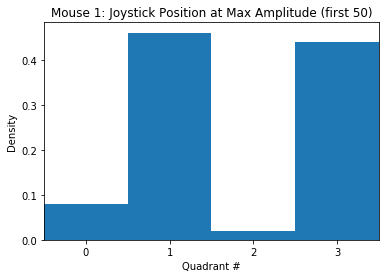 Mouse 1: Joystick Position at Max Amplitude (first 50)
0.4
0.3
0.2
0.1
0.0
Density
0 1 2 3
Quadrant #